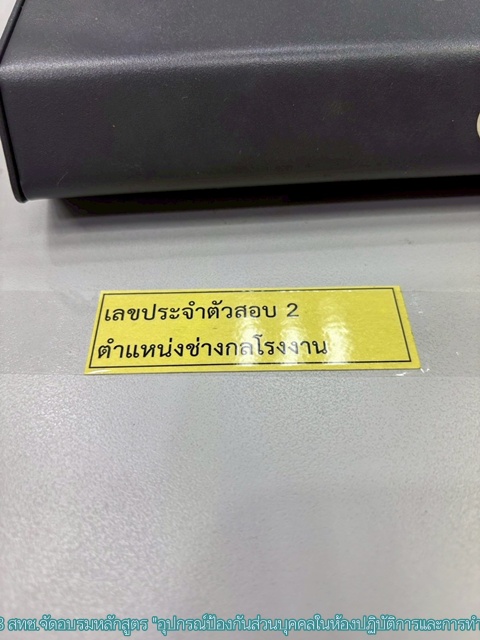 เลขประจำตัวสอบ 2
ตำแหน่งช่างกลโรงงาน
สทช.จัดอบรมหลักสูตร "อุปกรณ์ป้องกันส่วนบุคคลในห้องปฏิบัติการและการทำ